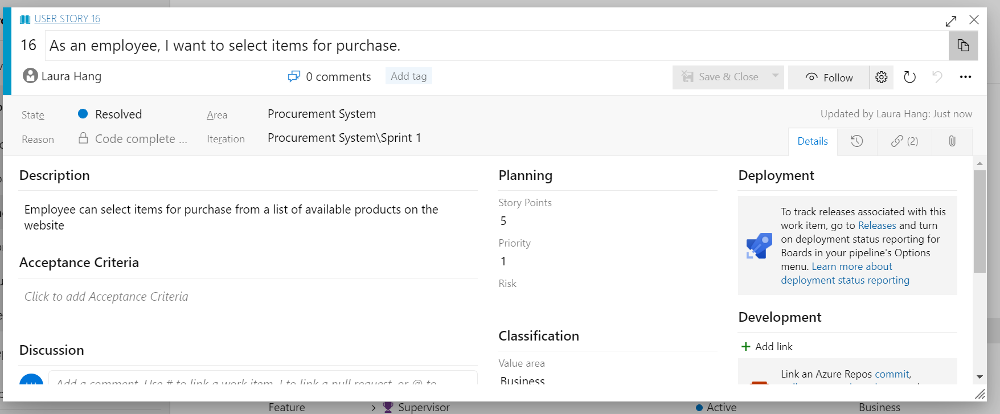 USER STORY 16
16 As an employee, I want to select items for purchase.
Laura Hang 0 comments Add tag Save & Close Follow
State Resolved Area Procurement System Updated by Laura Hang: Just now
Reason Code complete ... Iteration Procurement System\Sprint 1
Details (2)
Description
Employee can select items for purchase from a list of available products on the
website
Acceptance Criteria
Click to add Acceptance Criteria
Discussion
Add a comment. Use # to link a work item, ! to link a pull request, or @ to
Planning
Story Points
5
Priority
1
Risk
Classification
Value area
Business
Deployment
To track releases associated with this
work item, go to Releases and turn
on deployment status reporting for
Boards in your pipeline's Options
menu. Learn more about
deployment status reporting
Development
Add link
Link an Azure Repos commit,
Feature Supervisor Active Business